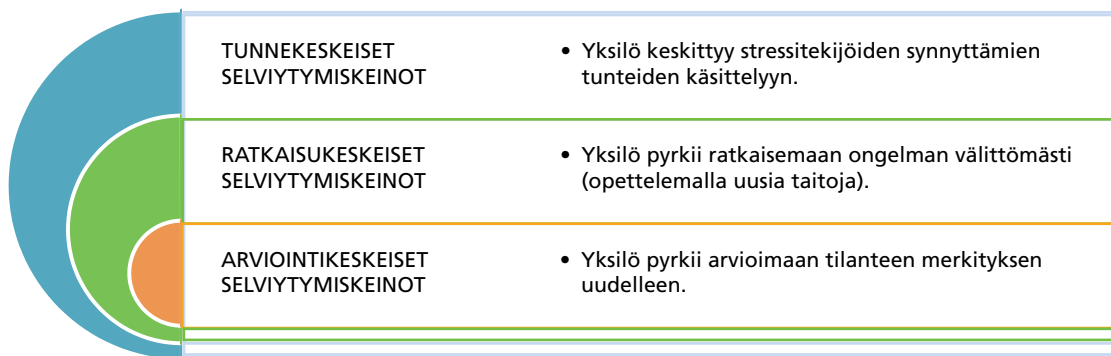 TUNNEKESKEISET
SELVIYTYMISKEINOT
• Yksilö keskittyy stressitekijöiden synnyttämien
tunteiden käsittelyyn.
RATKAISUKESKEISET
SELVIYTYMISKEINOT
• Yksilö pyrkii ratkaisemaan ongelman välittömästi
(opettelemalla uusia taitoja).
ARVIOINTIKESKEISET
SELVIYTYMISKEINOT
• Yksilö pyrkii arvioimaan tilanteen merkityksen
uudelleen.